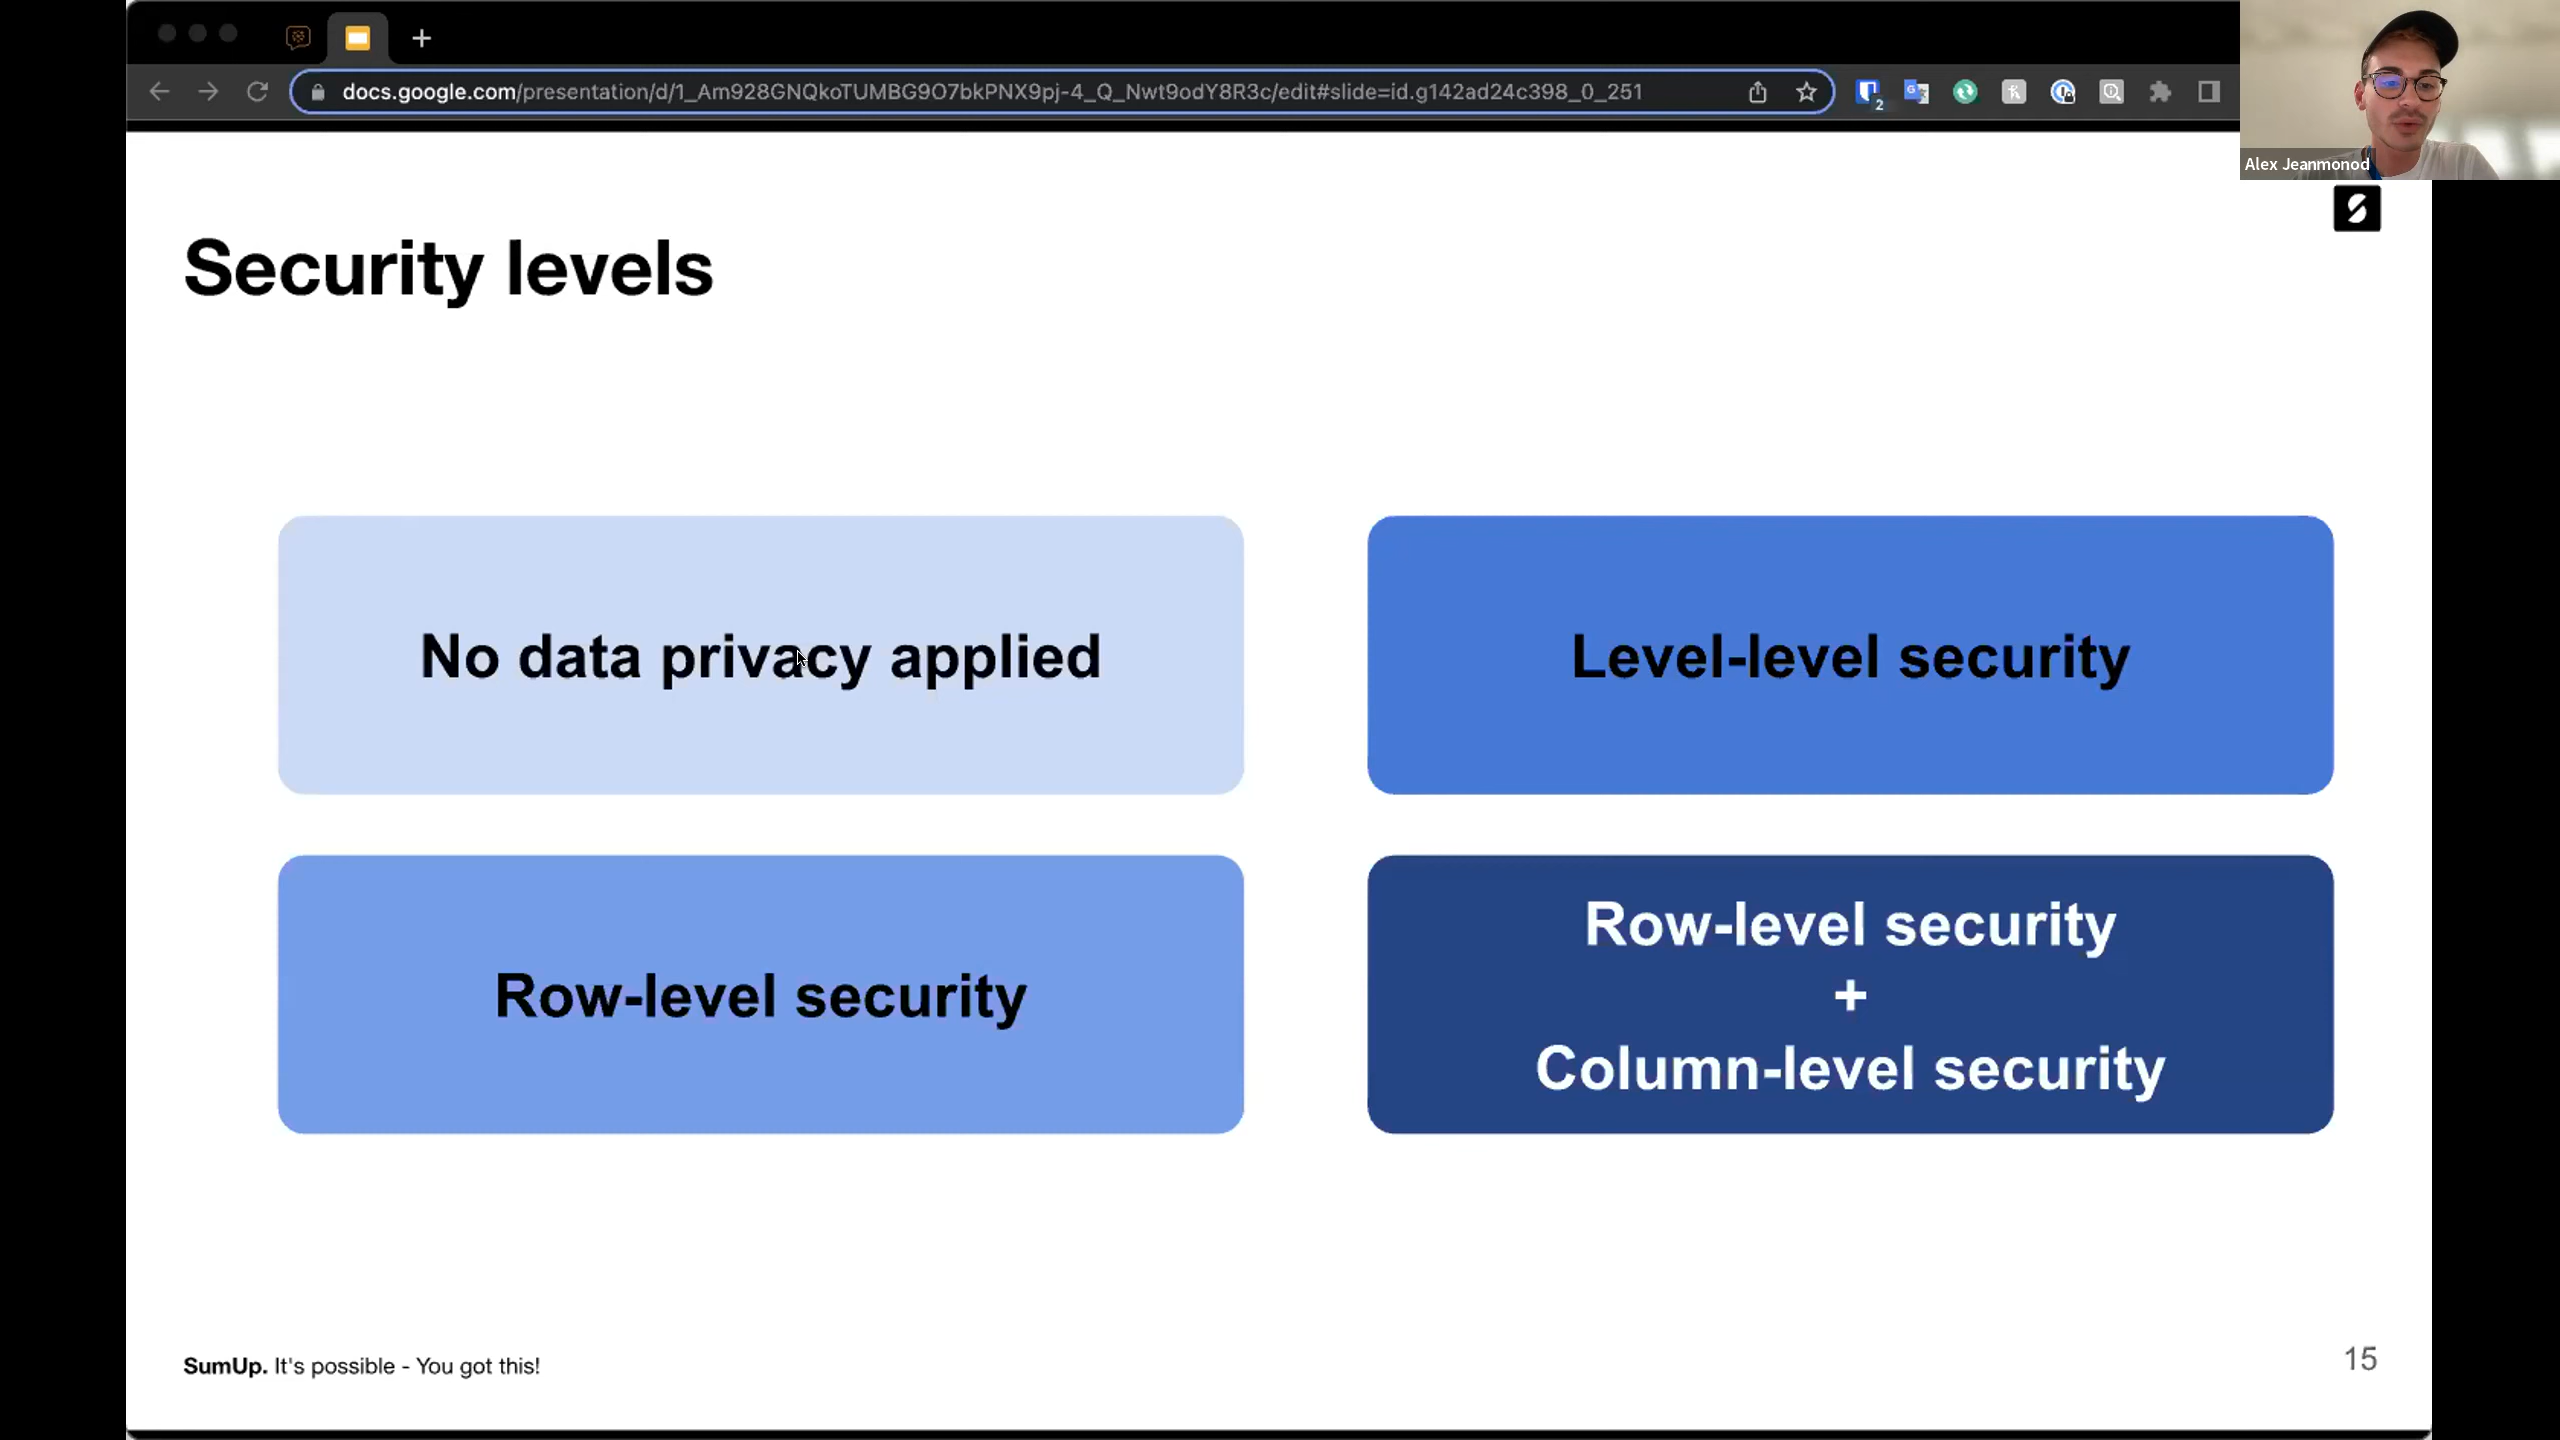 docs.google.com/presentation/d/1_Am928GNQkoTUMBG9O7bkPNX9pj-4_Q_Nwt9odY8R3c/edit#slide=id.g142ad24c398_0_251
2
Alex Jeanmonod
Security levels
No data privacy applied
Level-level security
Row-level security
Row-level security
+
Column-level security
SumUp. It's possible - You got this!
15